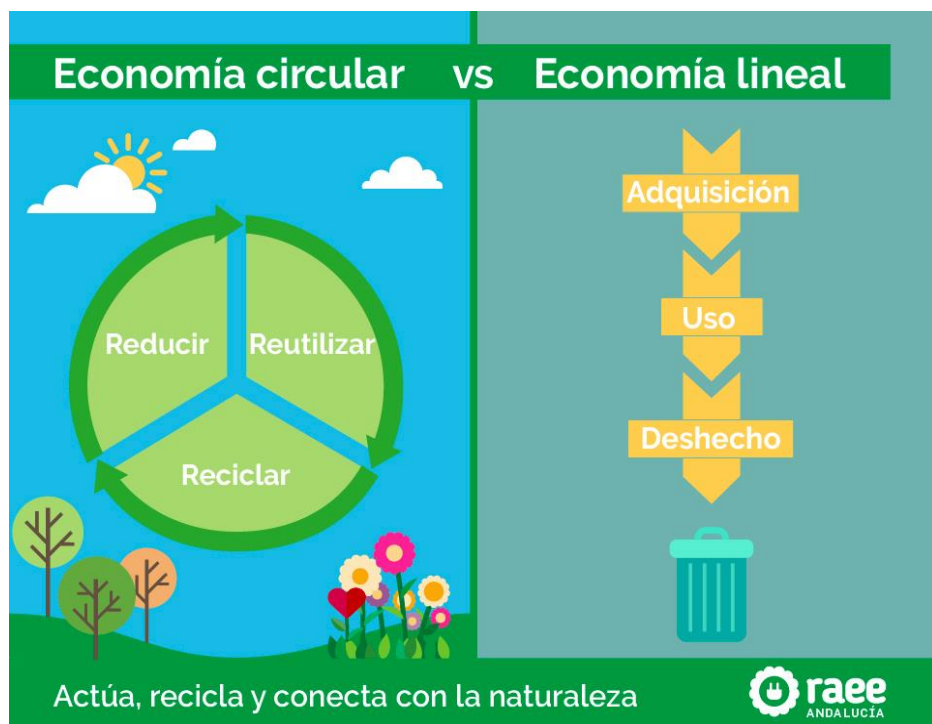 Economía circular vs Economía lineal
Reducir
Reutilizar
Reciclar
Adquisición
Uso
Deshecho
Actúa, recicla y conecta con la naturaleza
raee
ANDALUCÍA